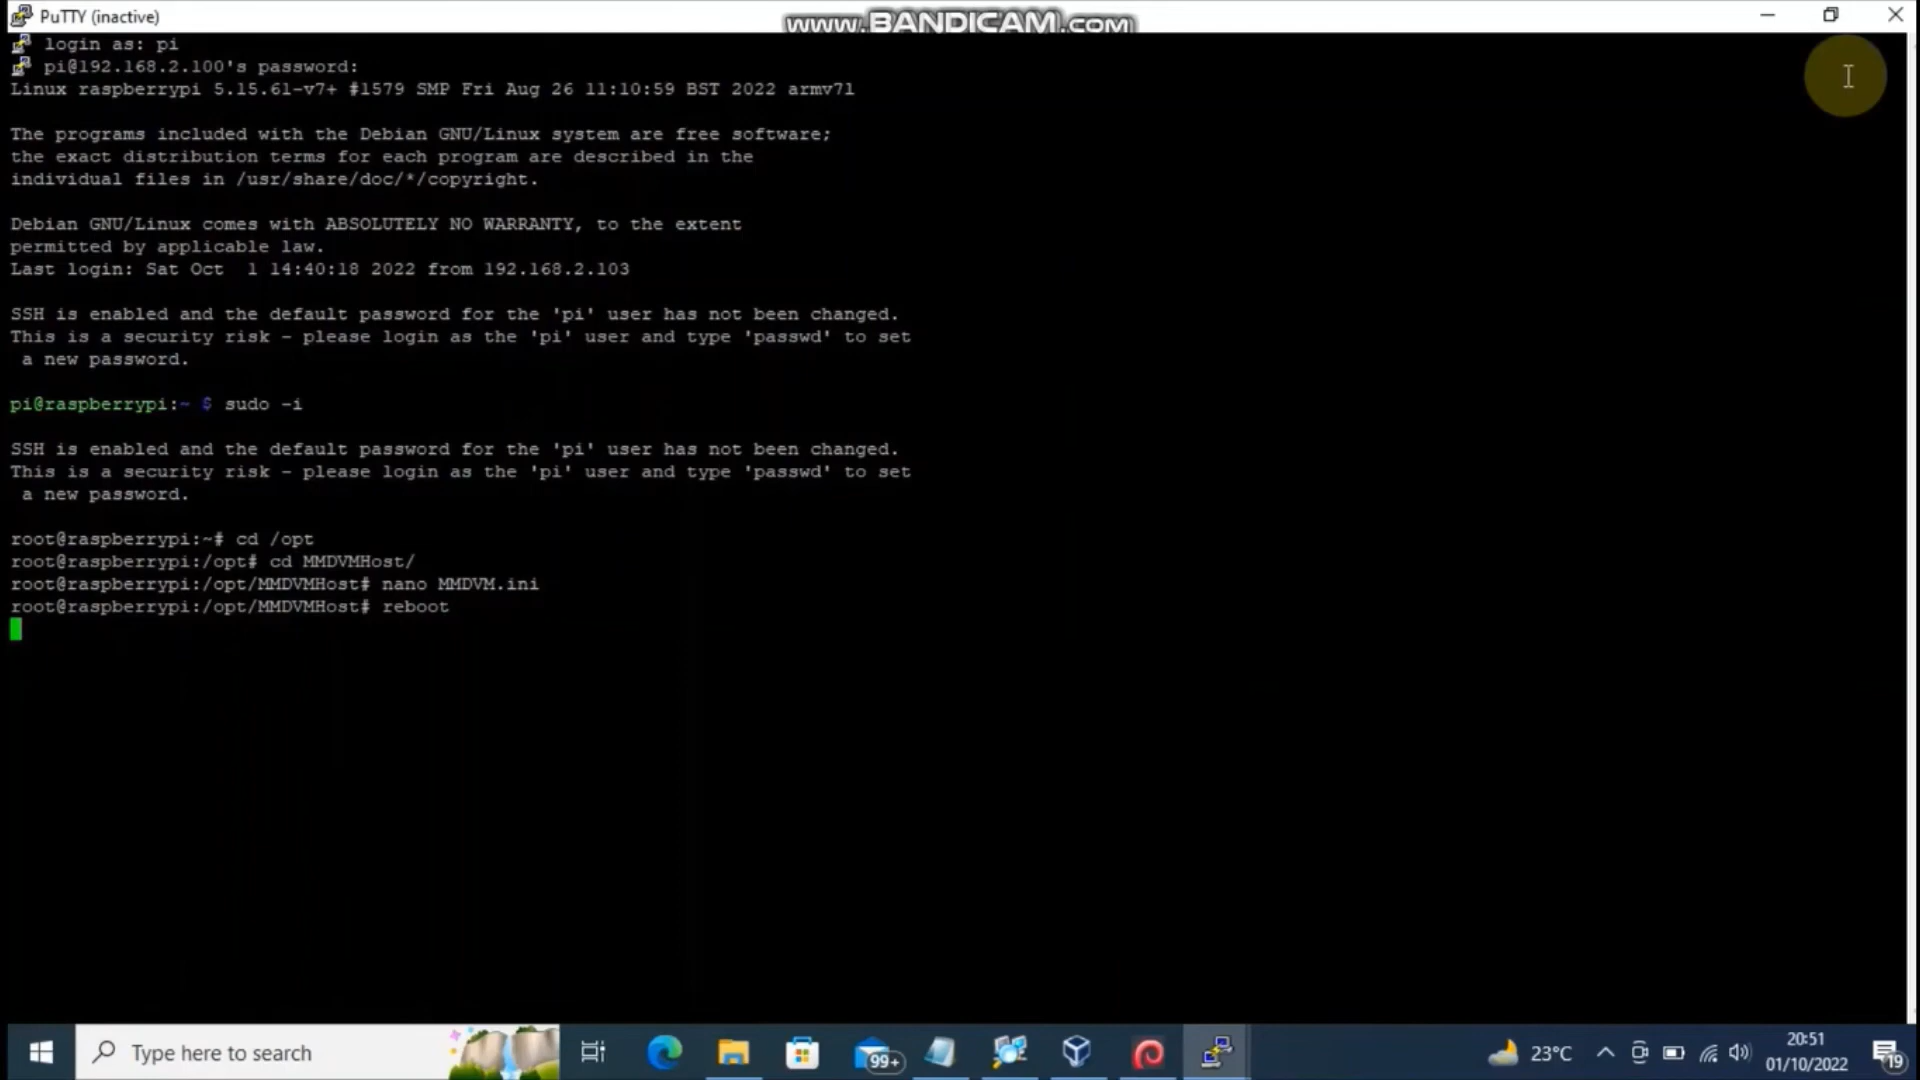 PuTTY (inactive)
www.BANDICAM.com
login as: pi
pi@192.168.2.100's password:
Linux raspberrypi 5.15.61-v7+ #1579 SMP Fri Aug 26 11:10:59 BST 2022 armv7l
The programs included with the Debian GNU/Linux system are free software;
the exact distribution terms for each program are described in the
individual files in /usr/share/doc/*/copyright.
Debian GNU/Linux comes with ABSOLUTELY NO WARRANTY, to the extent
permitted by applicable law.
Last login: Sat Oct  1 14:40:18 2022 from 192.168.2.103
SSH is enabled and the default password for the 'pi' user has not been changed.
This is a security risk - please login as the 'pi' user and type 'passwd' to set
a new password.
pi@raspberrypi:~ $ sudo -i
SSH is enabled and the default password for the 'pi' user has not been changed.
This is a security risk - please login as the 'pi' user and type 'passwd' to set
a new password.
root@raspberrypi:~# cd /opt
root@raspberrypi:/opt# cd MMDVMHost/
root@raspberrypi:/opt/MMDVMHost# nano MMDVM.ini
root@raspberrypi:/opt/MMDVMHost# reboot
Type here to search
99+
23°C
20:51
01/10/2022
19